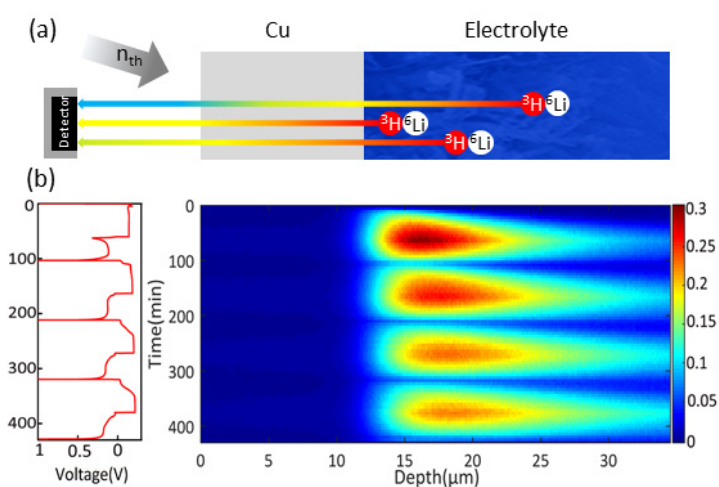 (a)
Cu
Electrolyte
n_th
Detector
³H ⁶Li
³H ⁶Li
³H ⁶Li
(b)
0
100
200
300
400
1 0.5 0
Voltage(V)
Time(min)
0
100
200
300
400
0 5 10 15 20 25 30
Depth(μm)
0.3
0.25
0.2
0.15
0.1
0.05
0